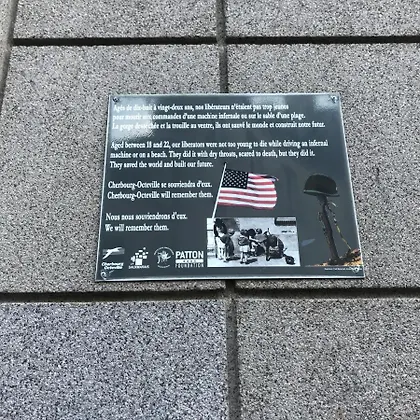 Agés de dix-huit à vingt-deux ans, nos libérateurs n'étaient pas trop jeunes
pour mourir aux commandes d'une machine infernale ou sur le sable d'une plage.
La gorge desséchée et la trouille au ventre, ils ont sauvé le monde et construit notre futur.
Aged between 18 and 22, our liberators were not too young to die while driving an infernal
machine or on a beach. They did it with dry throats, scared to death, but they did it.
They saved the world and built our future.
Cherbourg-Octeville se souviendra d'eux.
Cherbourg-Octeville will remember them.
Nous nous souviendrons d'eux.
We will remember them.
Cherbourg
Octeville
PATTON
FOUNDATION